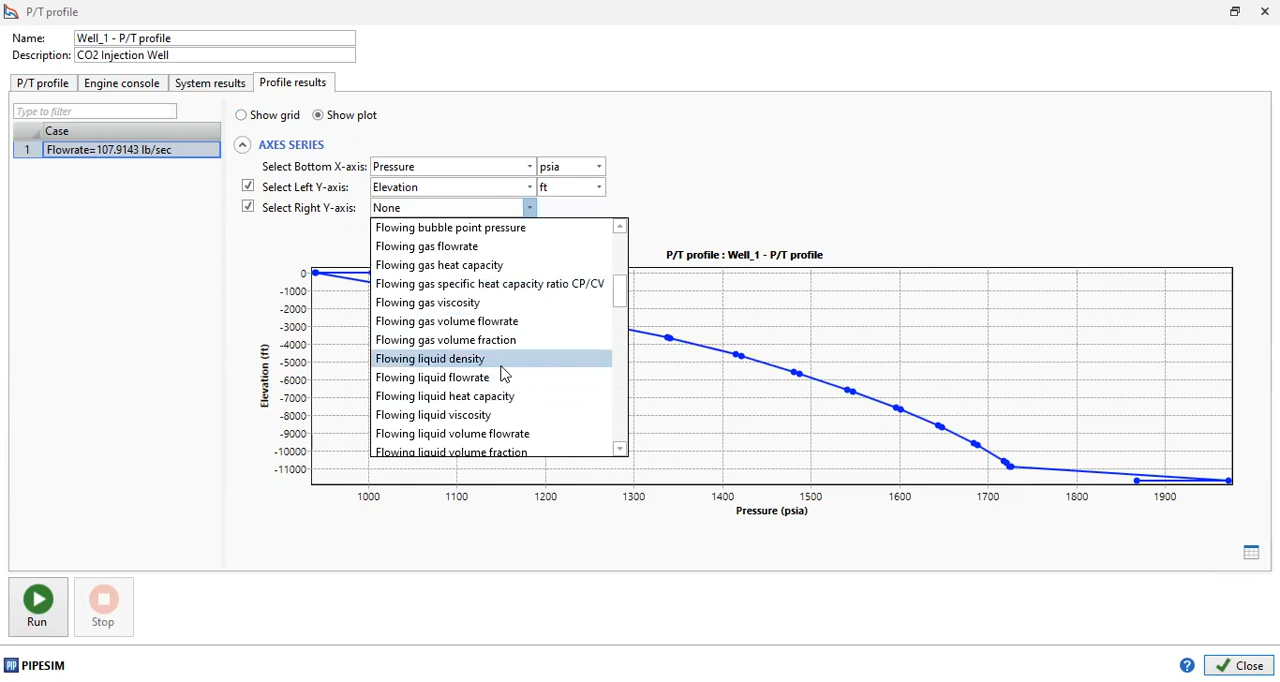 P/T profile
Name: Well_1 - P/T profile
Description: CO2 Injection Well
P/T profile Engine console System results Profile results
Type to filter
Case
1 Flowrate=107.9143 lb/sec
Show grid Show plot
AXES SERIES
Select Bottom X-axis: Pressure psia
Select Left Y-axis: Elevation ft
Select Right Y-axis: None
Flowing bubble point pressure
Flowing gas flowrate
Flowing gas heat capacity
Flowing gas specific heat capacity ratio CP/CV
Flowing gas viscosity
Flowing gas volume flowrate
Flowing gas volume fraction
Flowing liquid density
Flowing liquid flowrate
Flowing liquid heat capacity
Flowing liquid viscosity
Flowing liquid volume flowrate
Flowing liquid volume fraction
P/T profile : Well_1 - P/T profile
0
-1000
-2000
-3000
-4000
-5000
-6000
-7000
-8000
-9000
-10000
-11000
Elevation (ft)
1000 1100 1200 1300 1400 1500 1600 1700 1800 1900
Pressure (psia)
Run Stop
PIP PIPESIM
? Close